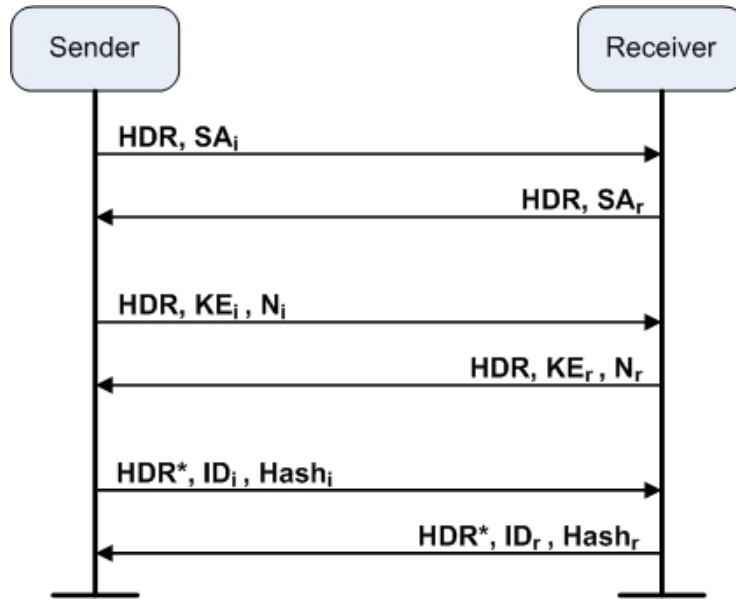 Sender
Receiver
HDR, SAi
HDR, SAr
HDR, KEi , Ni
HDR, KEr , Nr
HDR*, IDi , Hashi
HDR*, IDr , Hashr